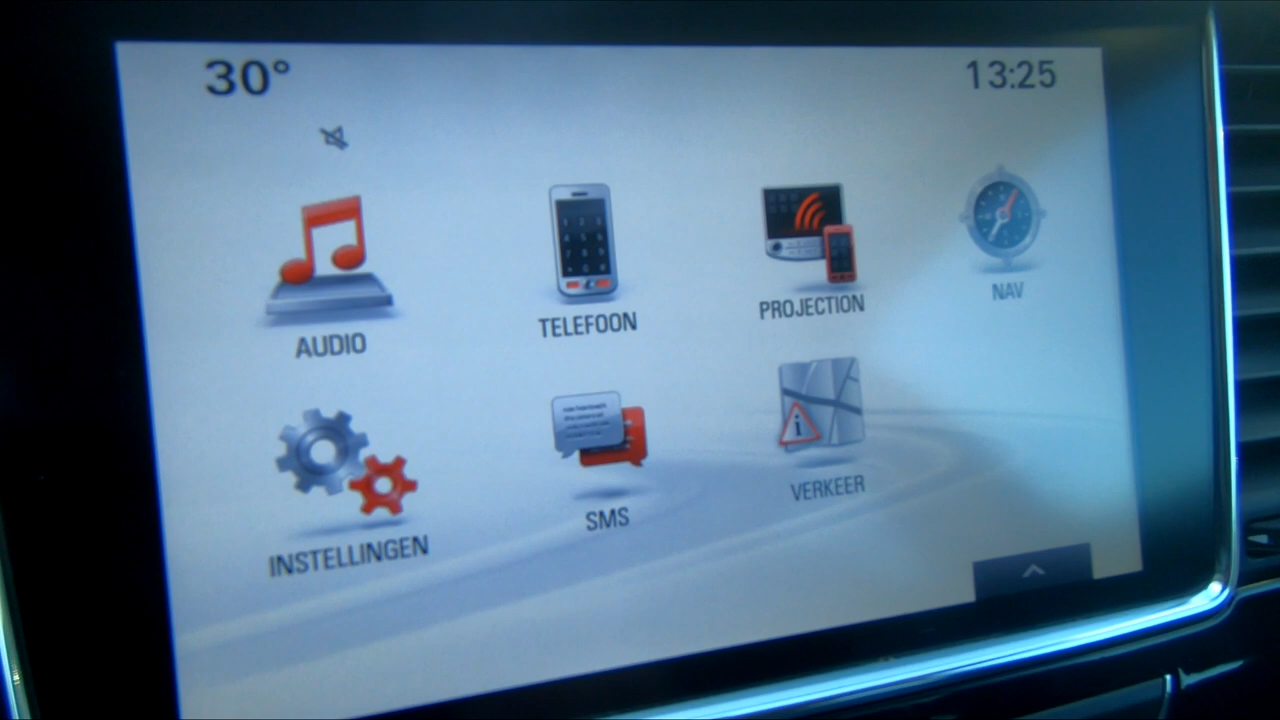 30°
13:25
AUDIO
TELEFOON
PROJECTION
NAV
INSTELLINGEN
SMS
VERKEER